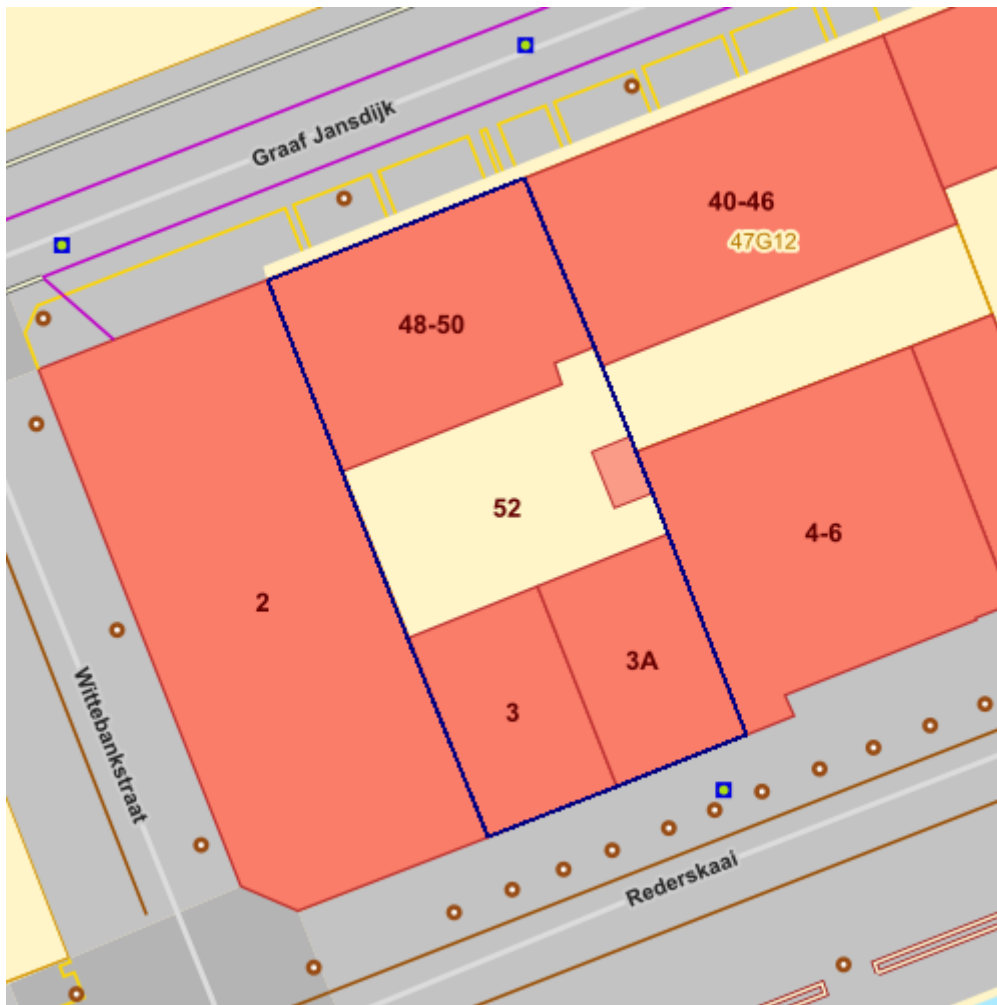 Graaf Jansdijk
40-46
47G12
48-50
52
4-6
2
3A
3
Wittebankstraat
Rederskaai